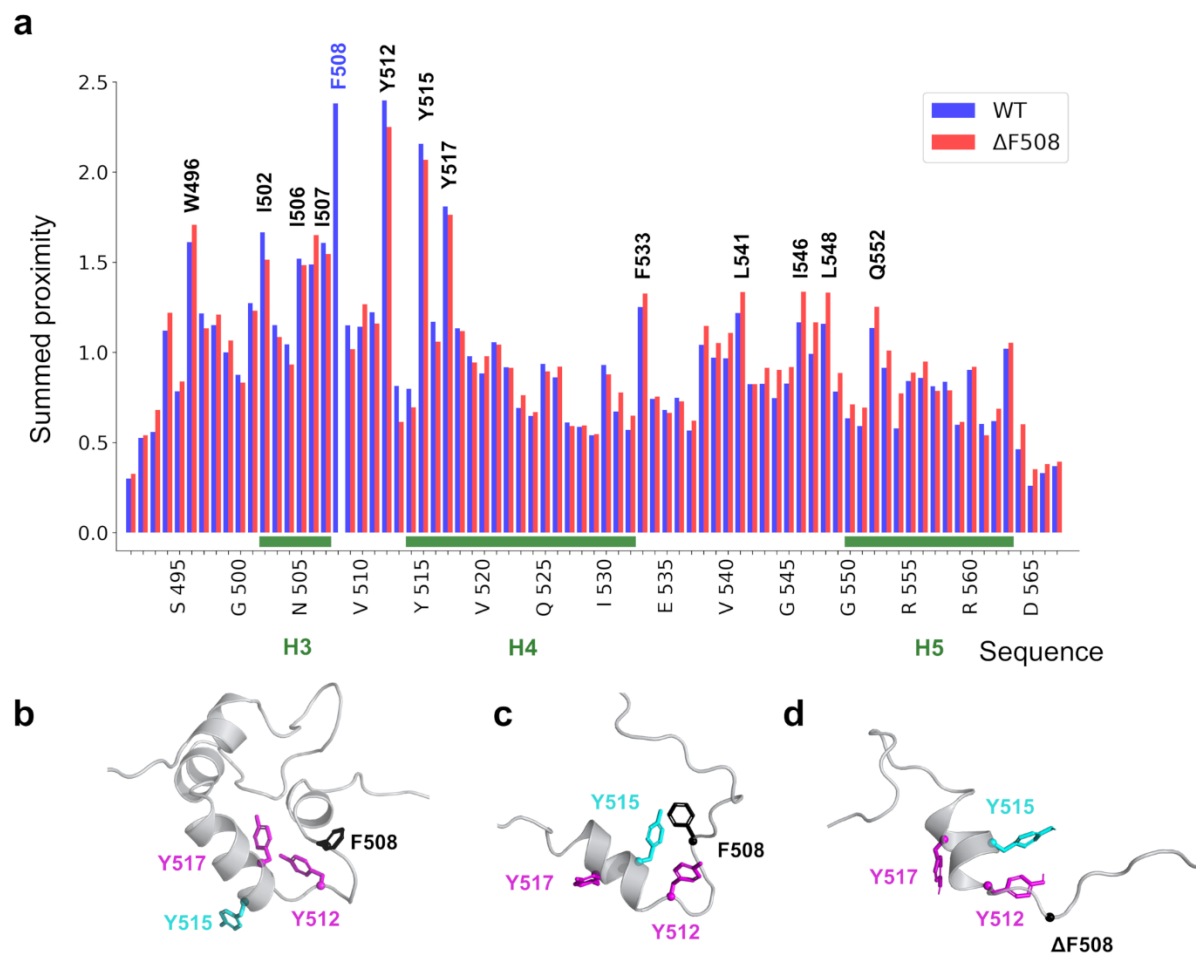 a
Summed proximity
2.5
2.0
1.5
1.0
0.5
0.0
W496
I502
I506
I507
F508
Y512
Y515
Y517
F533
L541
I546
L548
Q552
WT
ΔF508
S 495
G 500
N 505
V 510
Y 515
V 520
Q 525
I 530
E 535
V 540
G 545
G 550
R 555
R 560
D 565
H3
H4
H5
Sequence
b
F508
Y517
Y515
Y512
c
Y515
F508
Y517
Y512
d
Y515
Y517
Y512
ΔF508